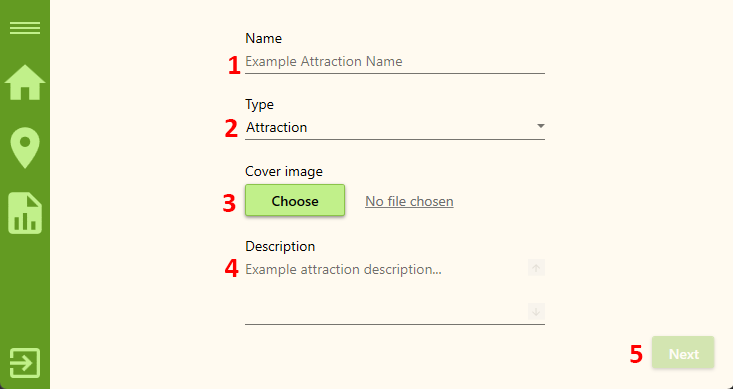 Name
1 Example Attraction Name
Type
2 Attraction
Cover image
3 Choose No file chosen
Description
4 Example attraction description...
5 Next